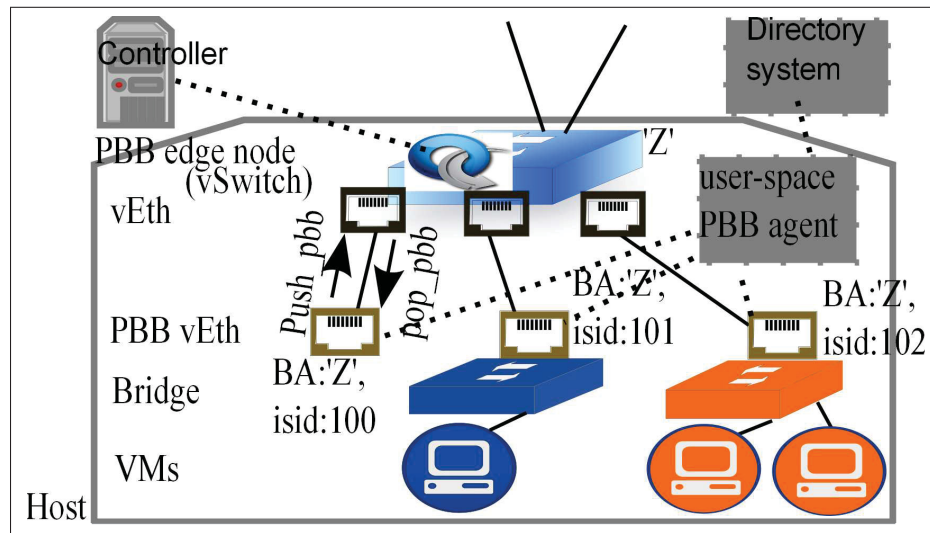 Controller
Directory
system
PBB edge node
(vSwitch)
'Z'
vEth
user-space
PBB agent
Push_pbb
pop_pbb
PBB vEth
BA:'Z',
isid:100
BA:'Z',
isid:101
BA:'Z',
isid:102
Bridge
VMs
Host